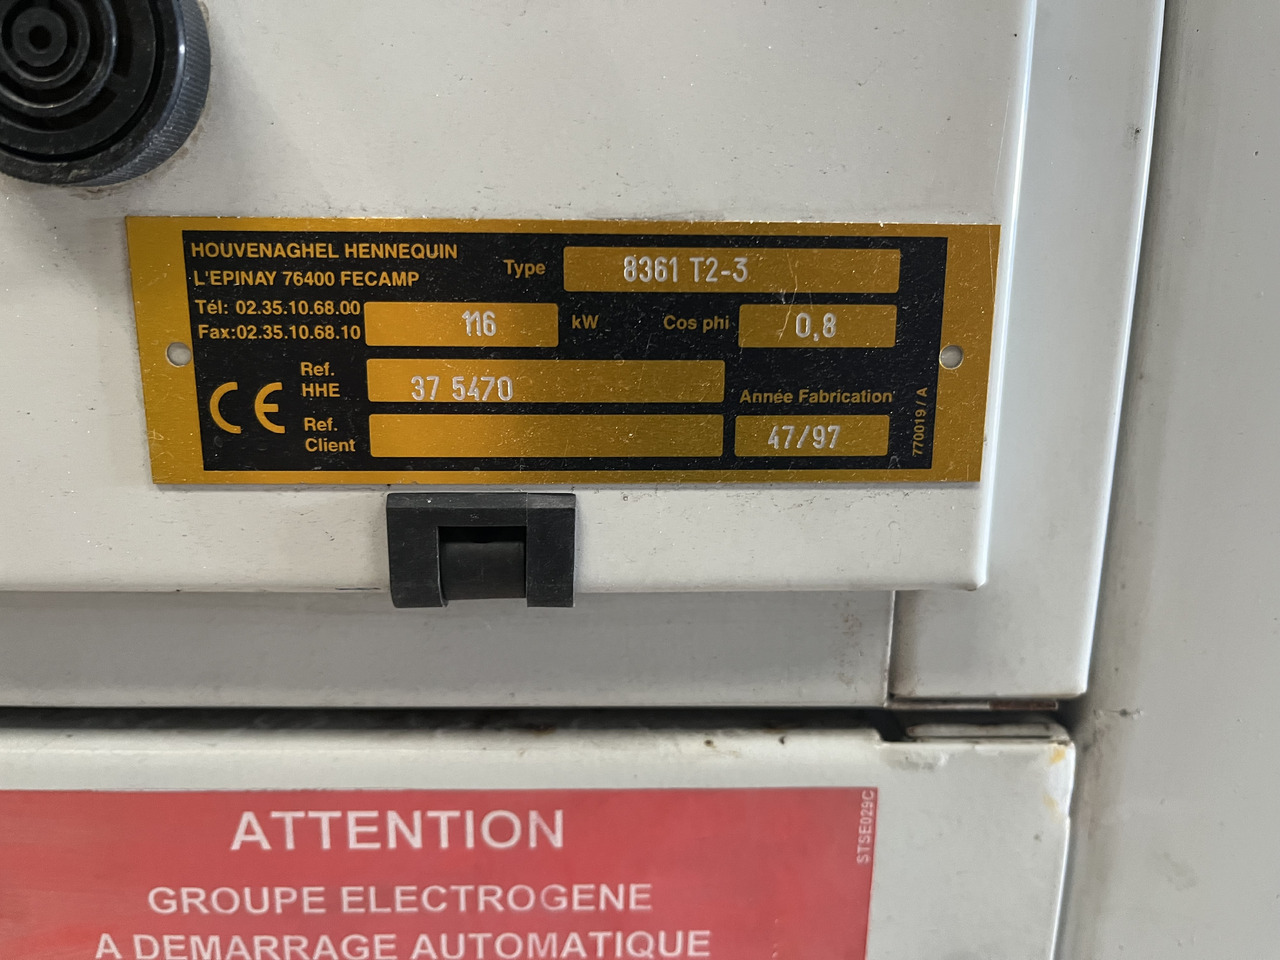 HOUVENAGHEL HENNEQUIN
L'EPINAY 76400 FECAMP
Type 8361 T2-3
Tél: 02.35.10.68.00
Fax:02.35.10.68.10
116 kW Cos phi 0,8
Ref. HHE 37 5470
Année Fabrication
CE
Ref. Client
47/97
770019 / A
ATTENTION
GROUPE ELECTROGENE
A DEMARRAGE AUTOMATIQUE
STSE029C